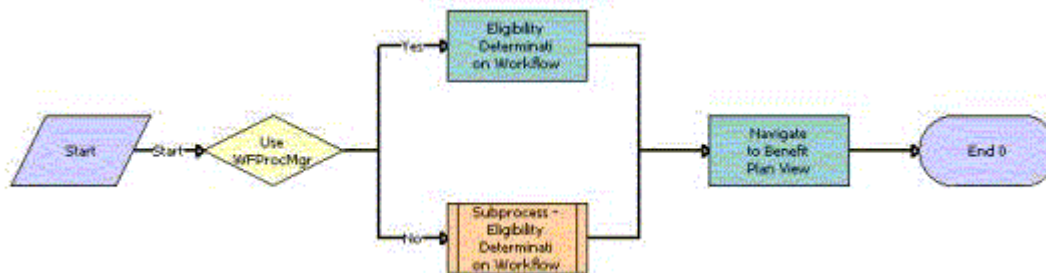 Start
Start
Use
WFProcMgr
Yes
Eligibility
Determinati
on Workflow
No
Subprocess -
Eligibility
Determinati
on Workflow
Navigate
to Benefit
Plan View
End 0